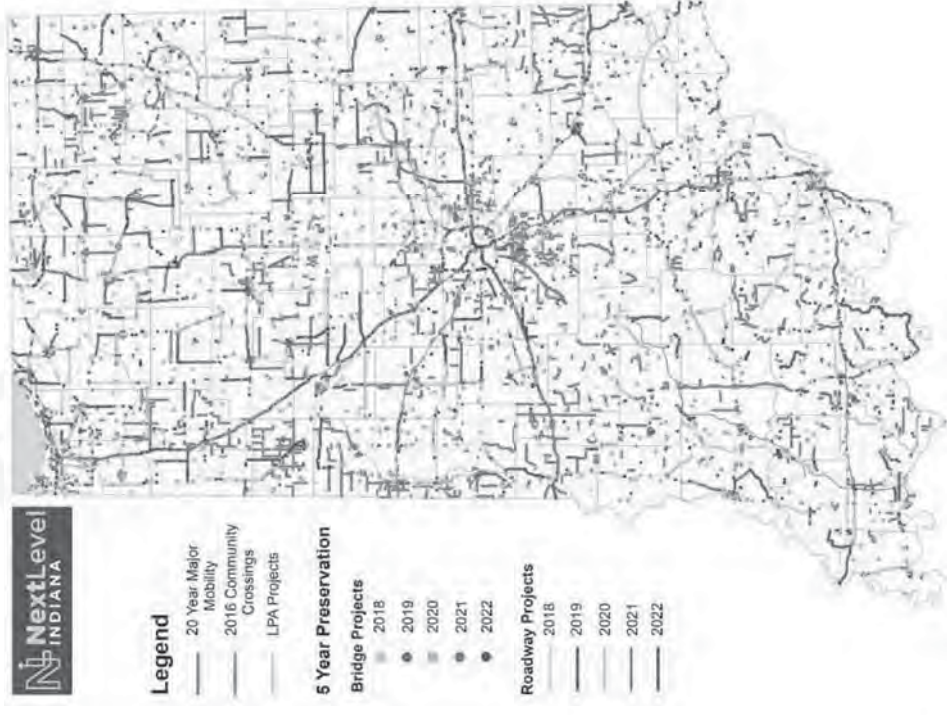 NextLevel
INDIANA
Legend
20 Year Major
Mobility
2016 Community
Crossings
LPA Projects
5 Year Preservation
Bridge Projects
2018
2019
2020
2021
2022
Roadway Projects
2018
2019
2020
2021
2022